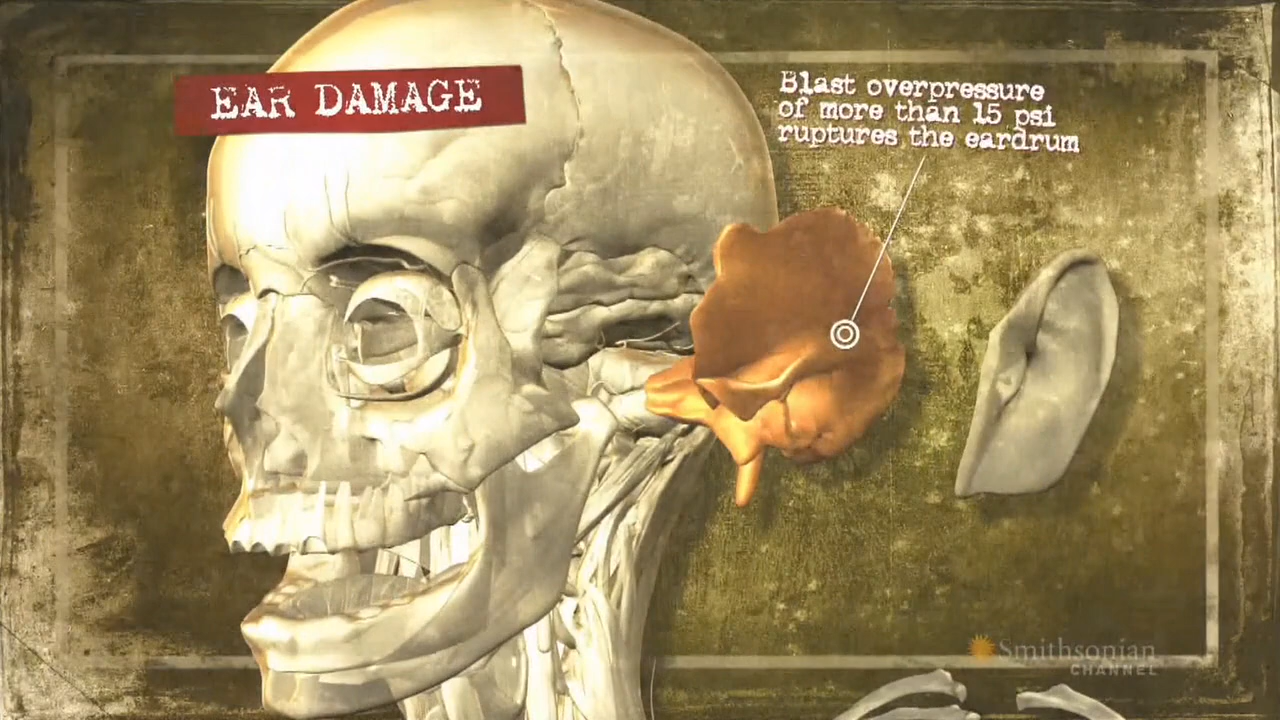 EAR DAMAGE
Blast overpressure
of more than 15 psi
ruptures the eardrum
Smithsonian
CHANNEL